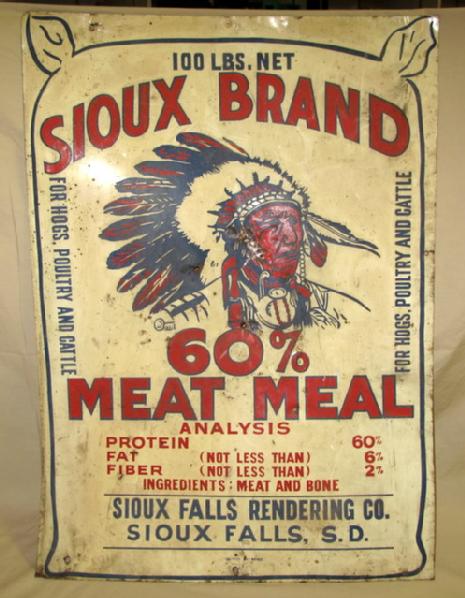 100 LBS. NET
SIOUX BRAND
FOR HOGS, POULTRY AND CATTLE
FOR HOGS, POULTRY AND CATTLE
60%
MEAT MEAL
ANALYSIS
PROTEIN 60%
FAT (NOT LESS THAN) 6%
FIBER (NOT LESS THAN) 2%
INGREDIENTS: MEAT AND BONE
SIOUX FALLS RENDERING CO.
SIOUX FALLS, S.D.